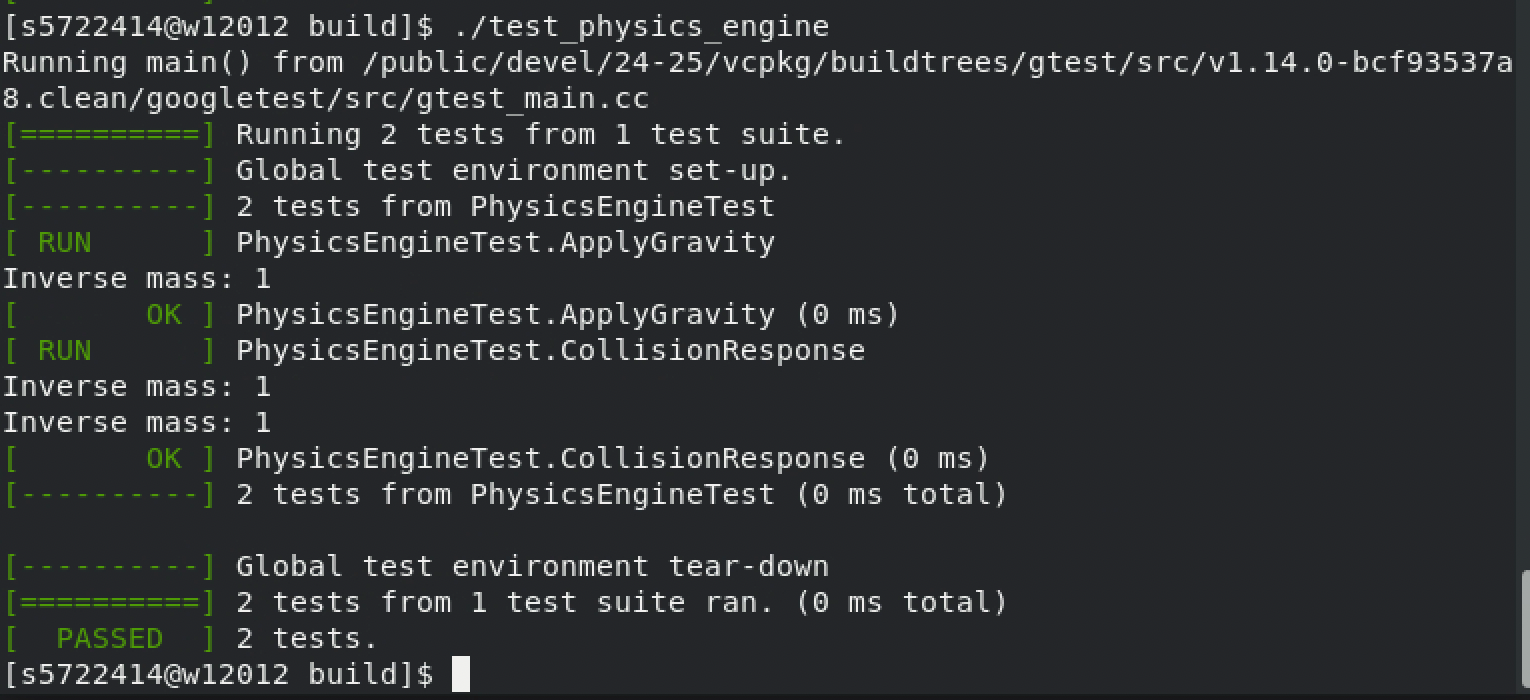 [s5722414@w12012 build]$ ./test_physics_engine
Running main() from /public/devel/24-25/vcpkg/buildtrees/gtest/src/v1.14.0-bcf93537a
8.clean/googletest/src/gtest_main.cc
[==========] Running 2 tests from 1 test suite.
[----------] Global test environment set-up.
[----------] 2 tests from PhysicsEngineTest
[ RUN      ] PhysicsEngineTest.ApplyGravity
Inverse mass: 1
[       OK ] PhysicsEngineTest.ApplyGravity (0 ms)
[ RUN      ] PhysicsEngineTest.CollisionResponse
Inverse mass: 1
Inverse mass: 1
[       OK ] PhysicsEngineTest.CollisionResponse (0 ms)
[----------] 2 tests from PhysicsEngineTest (0 ms total)

[----------] Global test environment tear-down
[==========] 2 tests from 1 test suite ran. (0 ms total)
[  PASSED  ] 2 tests.
[s5722414@w12012 build]$